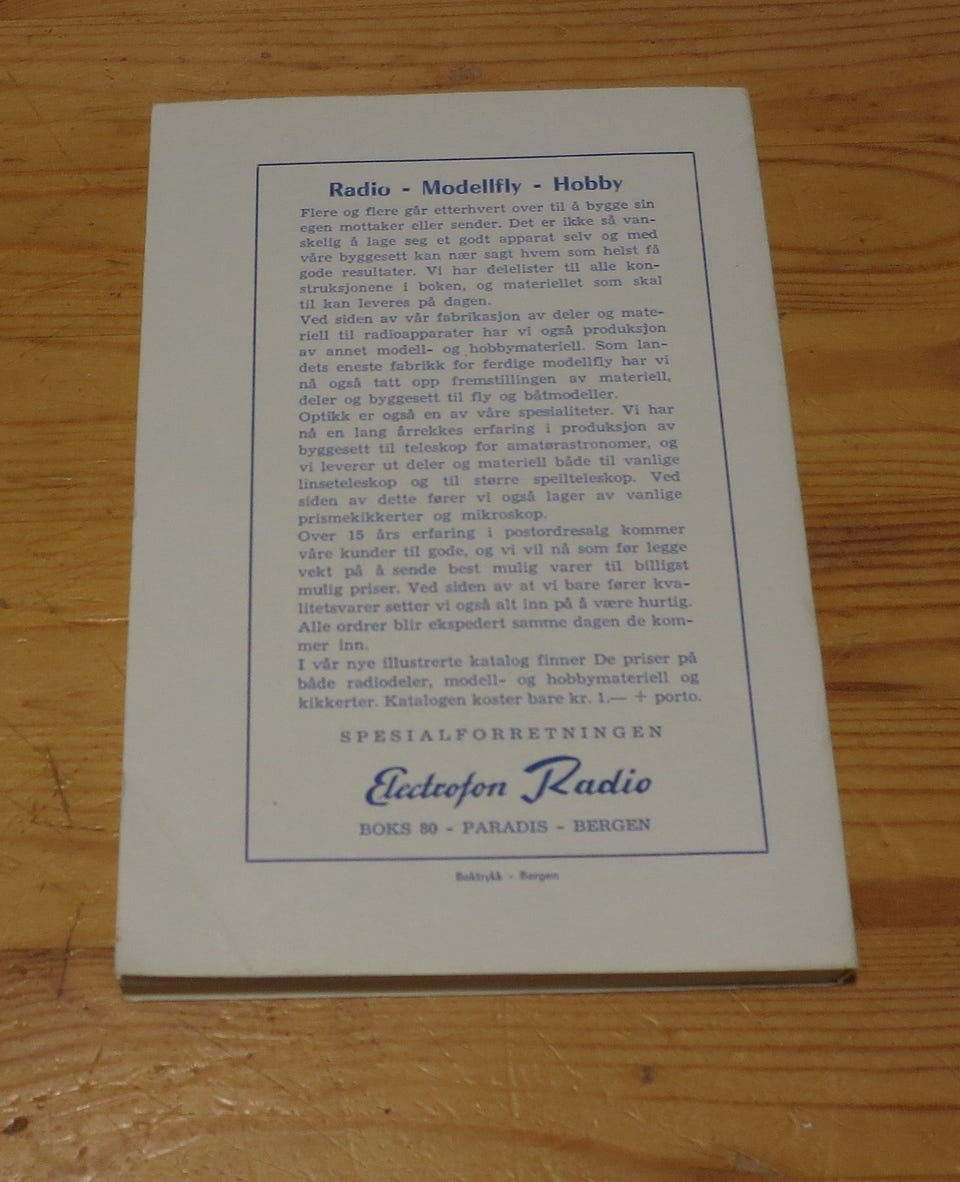 Radio - Modellfly - Hobby
Flere og flere går etterhvert over til å bygge sin
egen mottaker eller sender. Det er ikke så van-
skelig å lage seg et godt apparat selv og med
våre byggesett kan nær sagt hvem som helst få
gode resultater. Vi har delelister til alle kon-
struksjonene i boken, og materiellet som skal
til kan leveres på dagen.
Ved siden av vår fabrikasjon av deler og mate-
riell til radioapparater har vi også produksjon
av annet modell- og hobbymateriell. Som lan-
dets eneste fabrikk for ferdige modellfly har vi
nå også tatt opp fremstillingen av materiell,
deler og byggesett til fly og båtmodeller.
Optikk er også en av våre spesialiteter. Vi har
nå en lang årrekkes erfaring i produksjon av
byggesett til teleskop for amatørastronomer, og
vi leverer ut deler og materiell både til vanlige
linseteleskop og til større speilteleskop. Ved
siden av dette fører vi også lager av vanlige
prismekikkerter og mikroskop.
Over 15 års erfaring i postordresalg kommer
våre kunder til gode, og vi vil nå som før legge
vekt på å sende best mulig varer til billigst
mulig priser. Ved siden av at vi bare fører kva-
litetsvarer setter vi også alt inn på å være hurtig.
Alle ordrer blir ekspedert samme dagen de kom-
mer inn.
I vår nye illustrerte katalog finner De priser på
både radiodeler, modell- og hobbymateriell og
kikkerter. Katalogen koster bare kr. 1.— + porto.
SPESIALFORRETNINGEN
Electrofon Radio
BOKS 80 - PARADIS - BERGEN
Boktrykk - Bergen